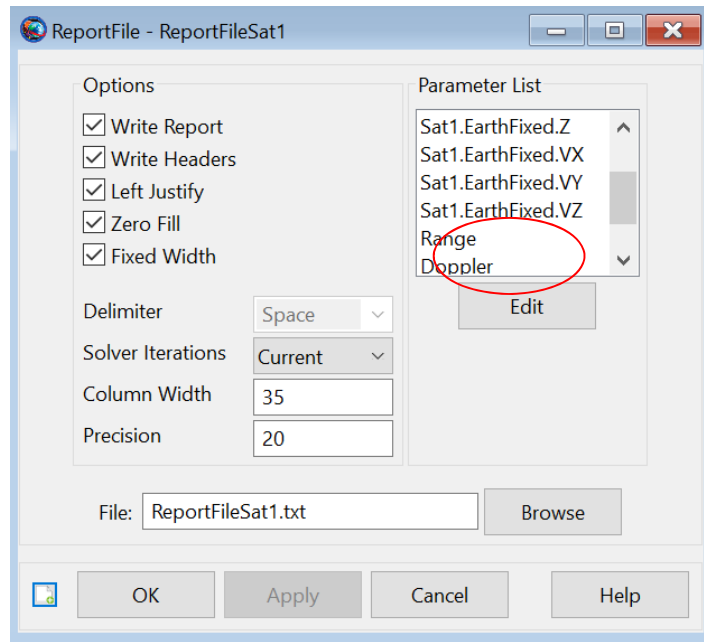 ReportFile - ReportFileSat1
Options
Write Report
Write Headers
Left Justify
Zero Fill
Fixed Width
Delimiter Space
Solver Iterations Current
Column Width 35
Precision 20
Parameter List
Sat1.EarthFixed.Z
Sat1.EarthFixed.VX
Sat1.EarthFixed.VY
Sat1.EarthFixed.VZ
Range
Doppler
Edit
File: ReportFileSat1.txt Browse
OK Apply Cancel Help